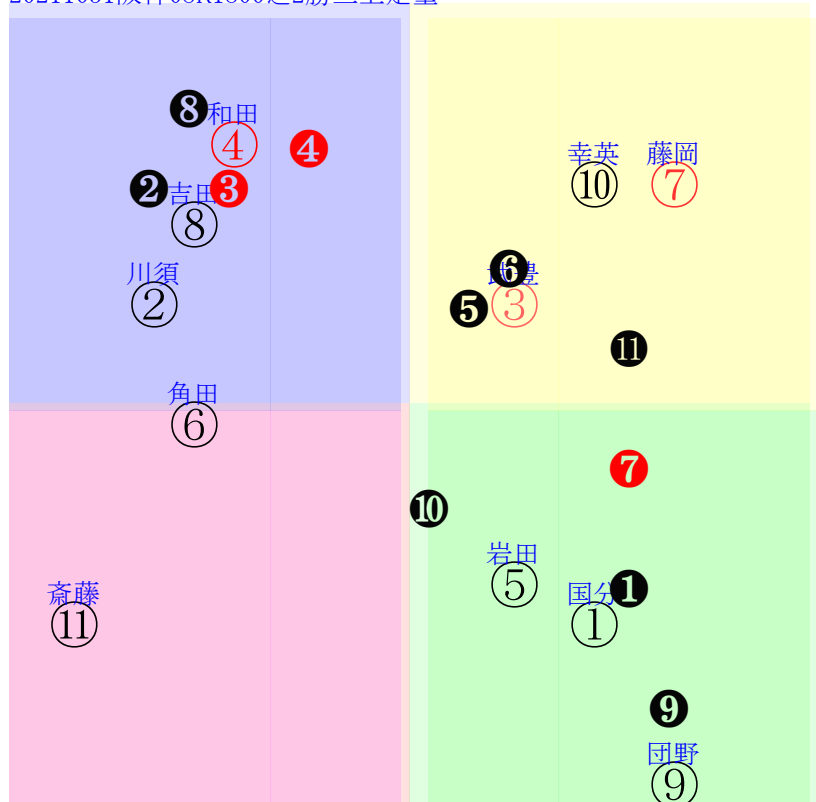 ❽ 和田
④ ❹
幸英 藤岡
⑩ ⑦
❷ 吉田 ❸
⑧
川須
②
❻
❺ ③
⓫
角田
⑥
❼
❿
岩田
⑤
斎藤
⑪
国分 ❶
①
❾
団野
⑨